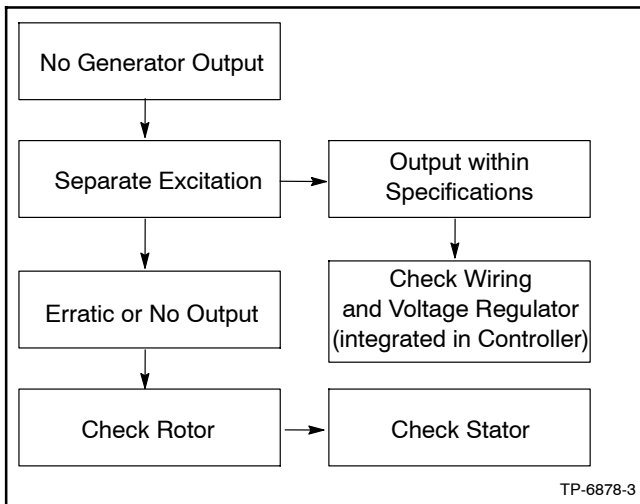 No Generator Output
Separate Excitation
Output within
Specifications
Erratic or No Output
Check Wiring
and Voltage Regulator
(integrated in Controller)
Check Rotor
Check Stator
TP-6878-3